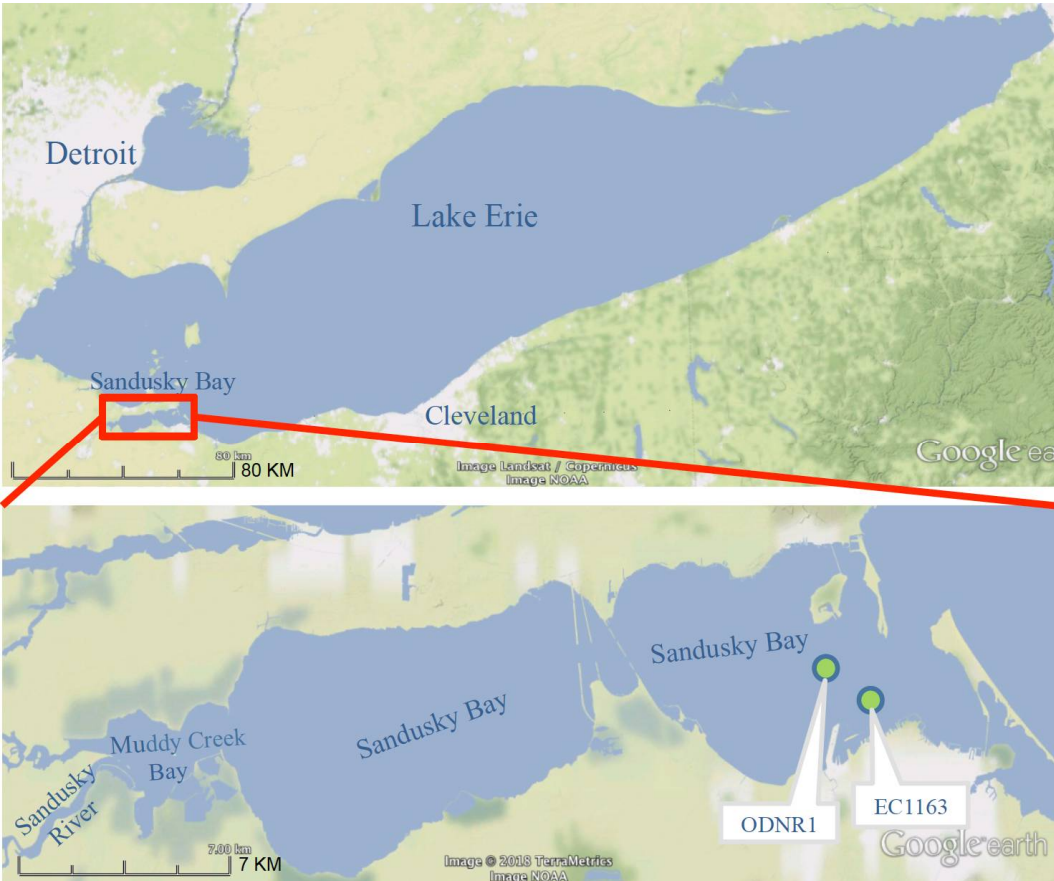 Detroit
Lake Erie
Sandusky Bay
Cleveland
80 km
80 KM
Image Landsat / Copernicus
Image NOAA
Google ea
Sandusky Bay
Sandusky Bay
Muddy Creek
Bay
Sandusky
River
ODNR1
EC1163
7.00 km
7 KM
Image © 2018 TerraMetrics
Image NOAA
Google earth